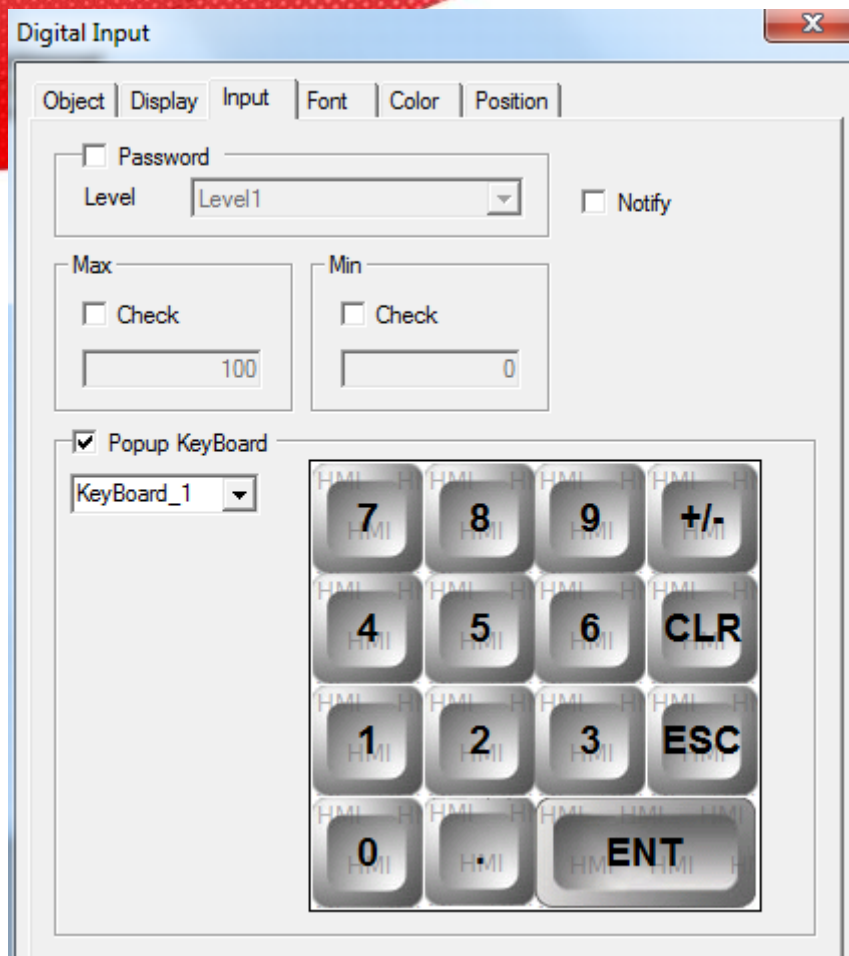 Digital Input
Object Display Input Font Color Position
Password
Level Level1
Notify
Max Min
Check Check
100 0
Popup KeyBoard
KeyBoard_1
7 8 9 +/-
4 5 6 CLR
1 2 3 ESC
0 . ENT
HMI